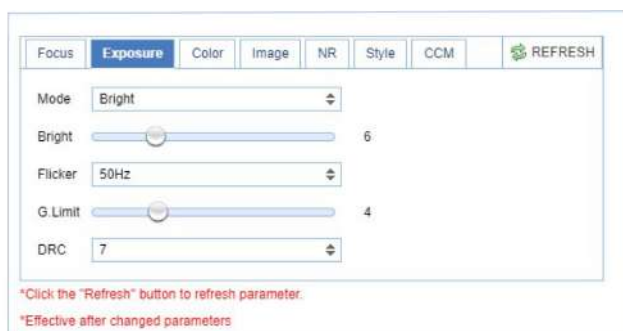 Focus Exposure Color Image NR Style CCM REFRESH
Mode Bright
Bright 6
Flicker 50Hz
G.Limit 4
DRC 7
*Click the "Refresh" button to refresh parameter.
*Effective after changed parameters